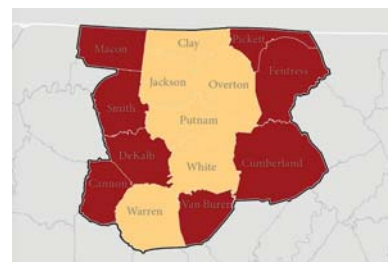 Clay
Pickett
Macon
Fentress
Jackson
Overton
Smith
Putnam
DeKalb
White
Cumberland
Cannon
Van Buren
Warren